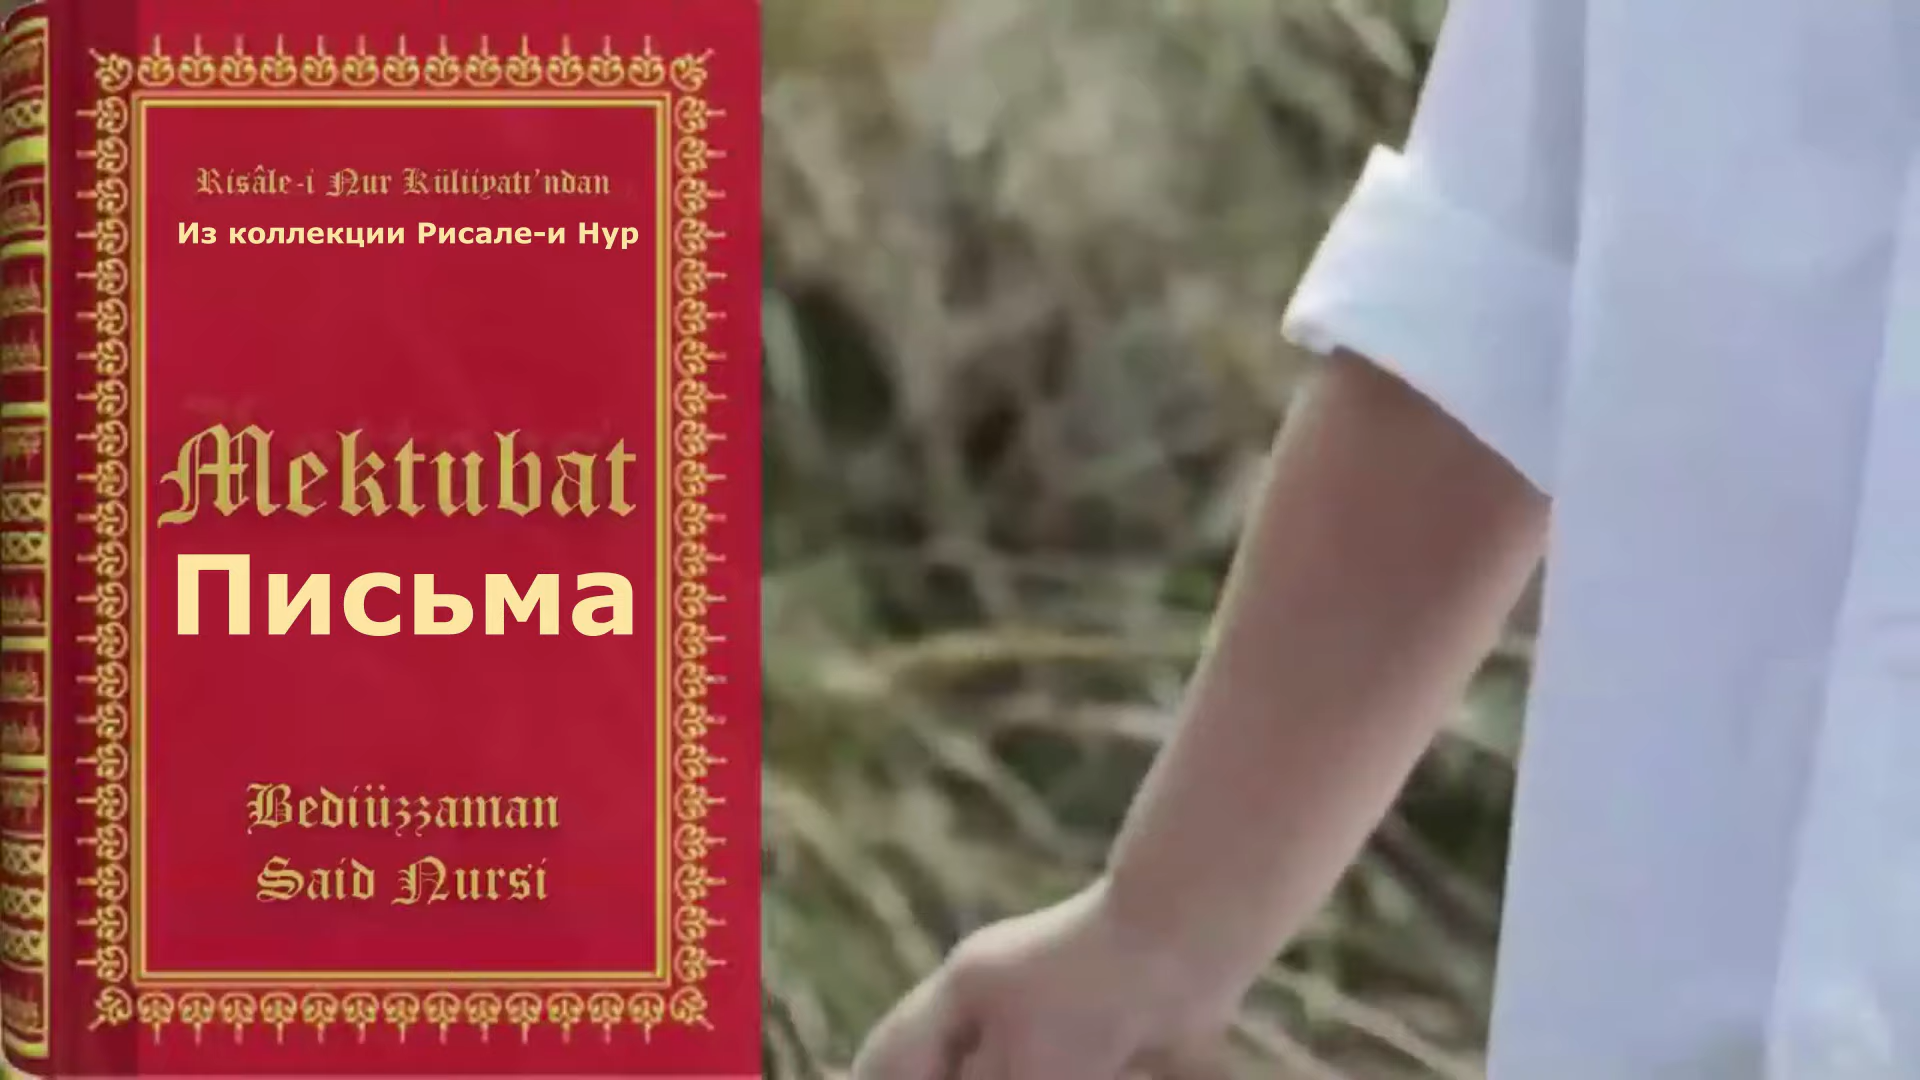 Risâle-i Nur Külliyatı'ndan
Из коллекции Рисале-и Нур
Mektubat
Письма
Bediüzzaman
Said Nursi